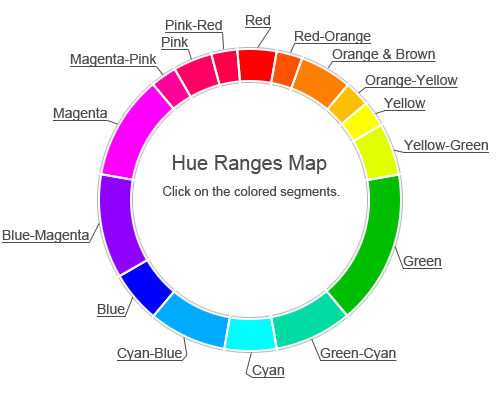 Red
Pink-Red
Red-Orange
Pink
Orange & Brown
Magenta-Pink
Orange-Yellow
Yellow
Magenta
Yellow-Green
Hue Ranges Map
Click on the colored segments.
Blue-Magenta
Green
Blue
Cyan-Blue
Green-Cyan
Cyan